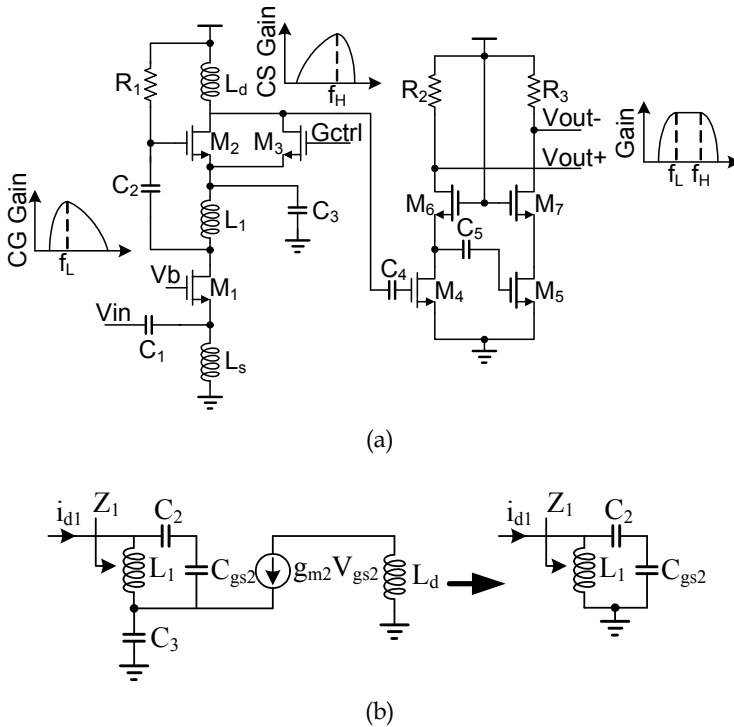 R1
Ld
CS Gain
fH
M2
M3
Gctrl
C2
L1
C3
CG Gain
fL
Vb
M1
Vin
C1
Ls
R2
R3
Vout-
Vout+
Gain
fL fH
M6
M7
C5
C4
M4
M5
(a)
id1
Z1
C2
L1
Cgs2
gm2Vgs2
Ld
C3
id1
Z1
C2
L1
Cgs2
(b)